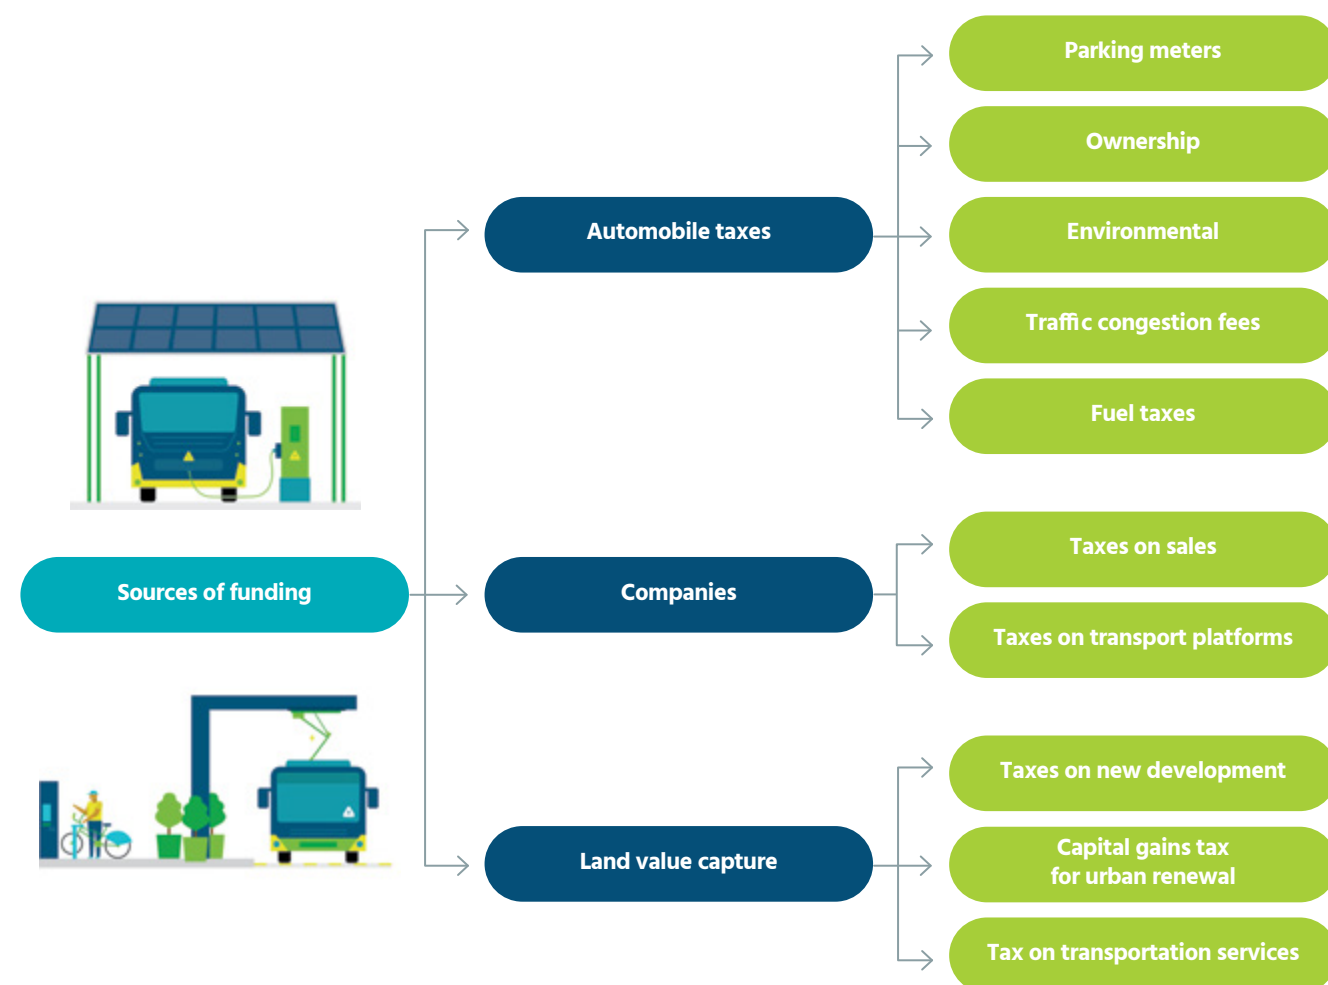 Parking meters
Ownership
Automobile taxes
Environmental
Traffic congestion fees
Fuel taxes
Taxes on sales
Sources of funding
Companies
Taxes on transport platforms
Taxes on new development
Land value capture
Capital gains tax
for urban renewal
Tax on transportation services